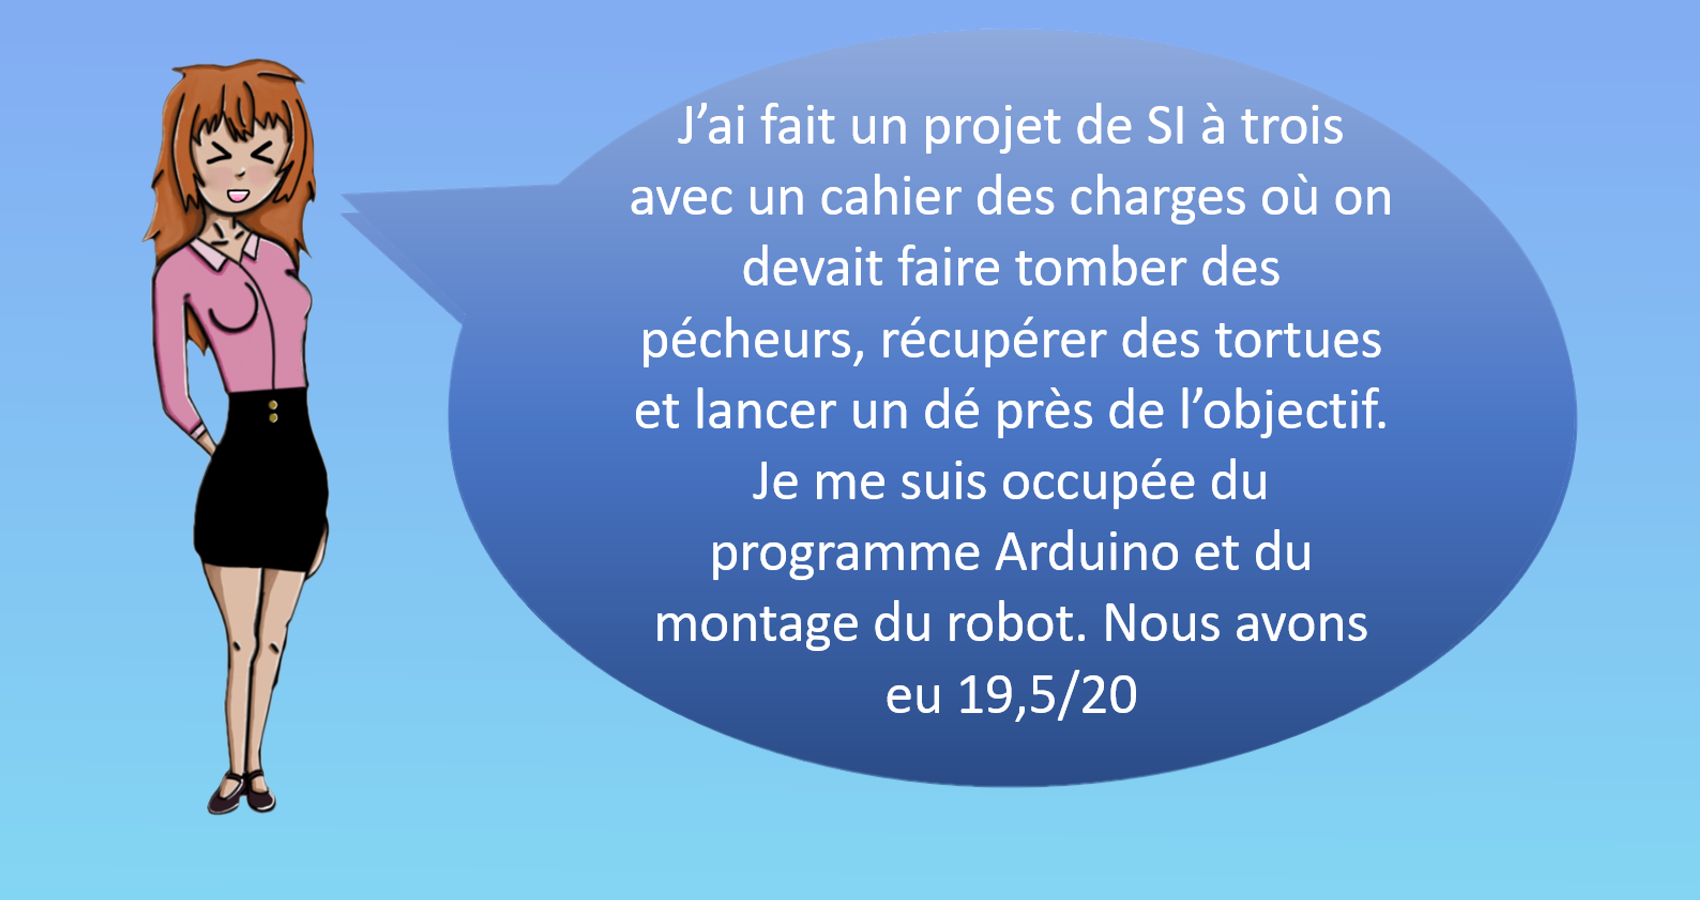 J’ai fait un projet de SI à trois
avec un cahier des charges où on
devait faire tomber des
pécheurs, récupérer des tortues
et lancer un dé près de l’objectif.
Je me suis occupée du
programme Arduino et du
montage du robot. Nous avons
eu 19,5/20